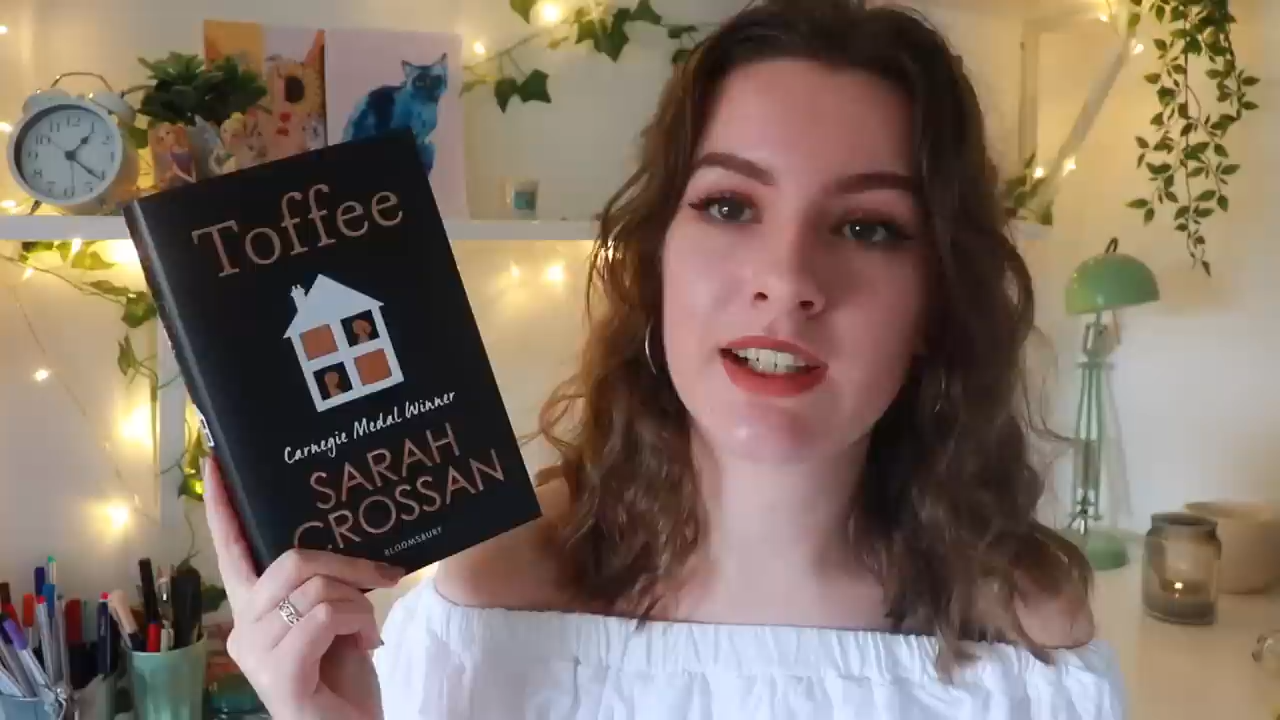 Toffee
Carnegie Medal Winner
SARAH
CROSSAN
BLOOMSBURY